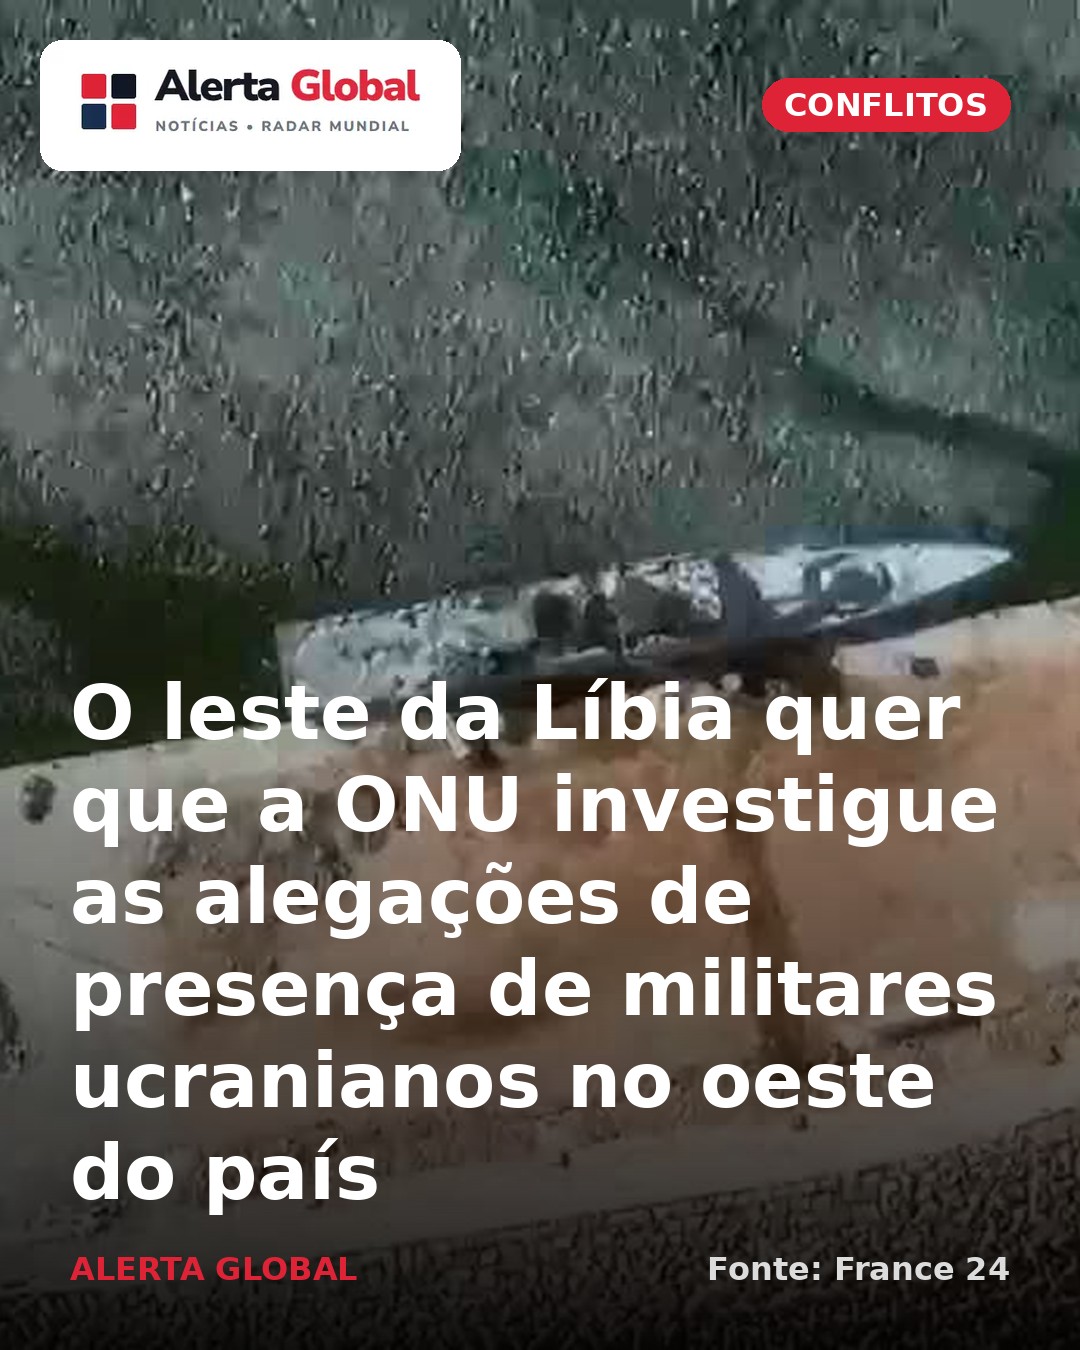 Alerta Global
NOTÍCIAS • RADAR MUNDIAL
CONFLITOS
O leste da Líbia quer
que a ONU investigue
as alegações de
presença de militares
ucranianos no oeste
do país
ALERTA GLOBAL
Fonte: France 24